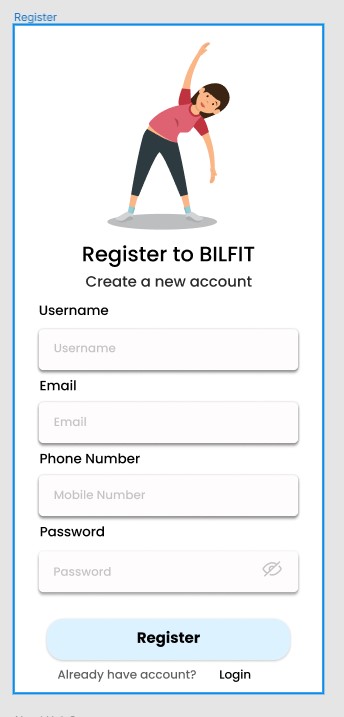 Register
Register to BILFIT
Create a new account
Username
Username
Email
Email
Phone Number
Mobile Number
Password
Password
Register
Already have account? Login